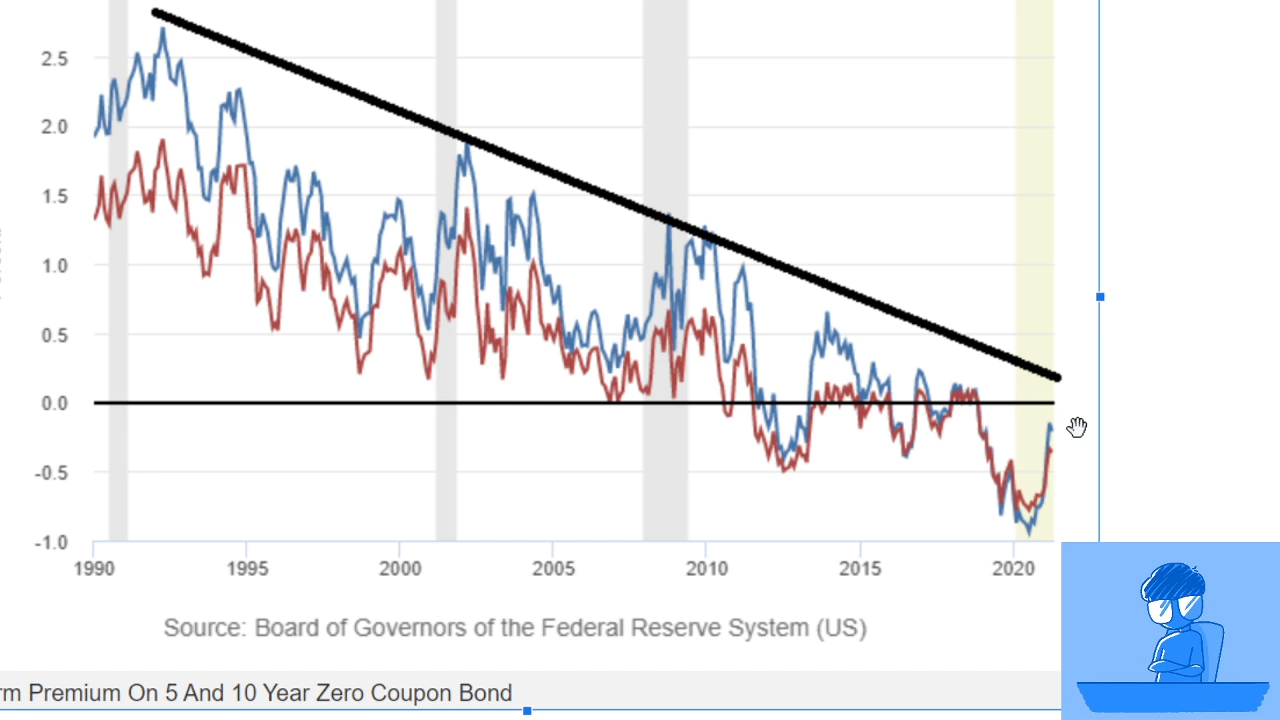 2.5
2.0
1.5
1.0
0.5
0.0
-0.5
-1.0
1990 1995 2000 2005 2010 2015 2020
Source: Board of Governors of the Federal Reserve System (US)
rm Premium On 5 And 10 Year Zero Coupon Bond